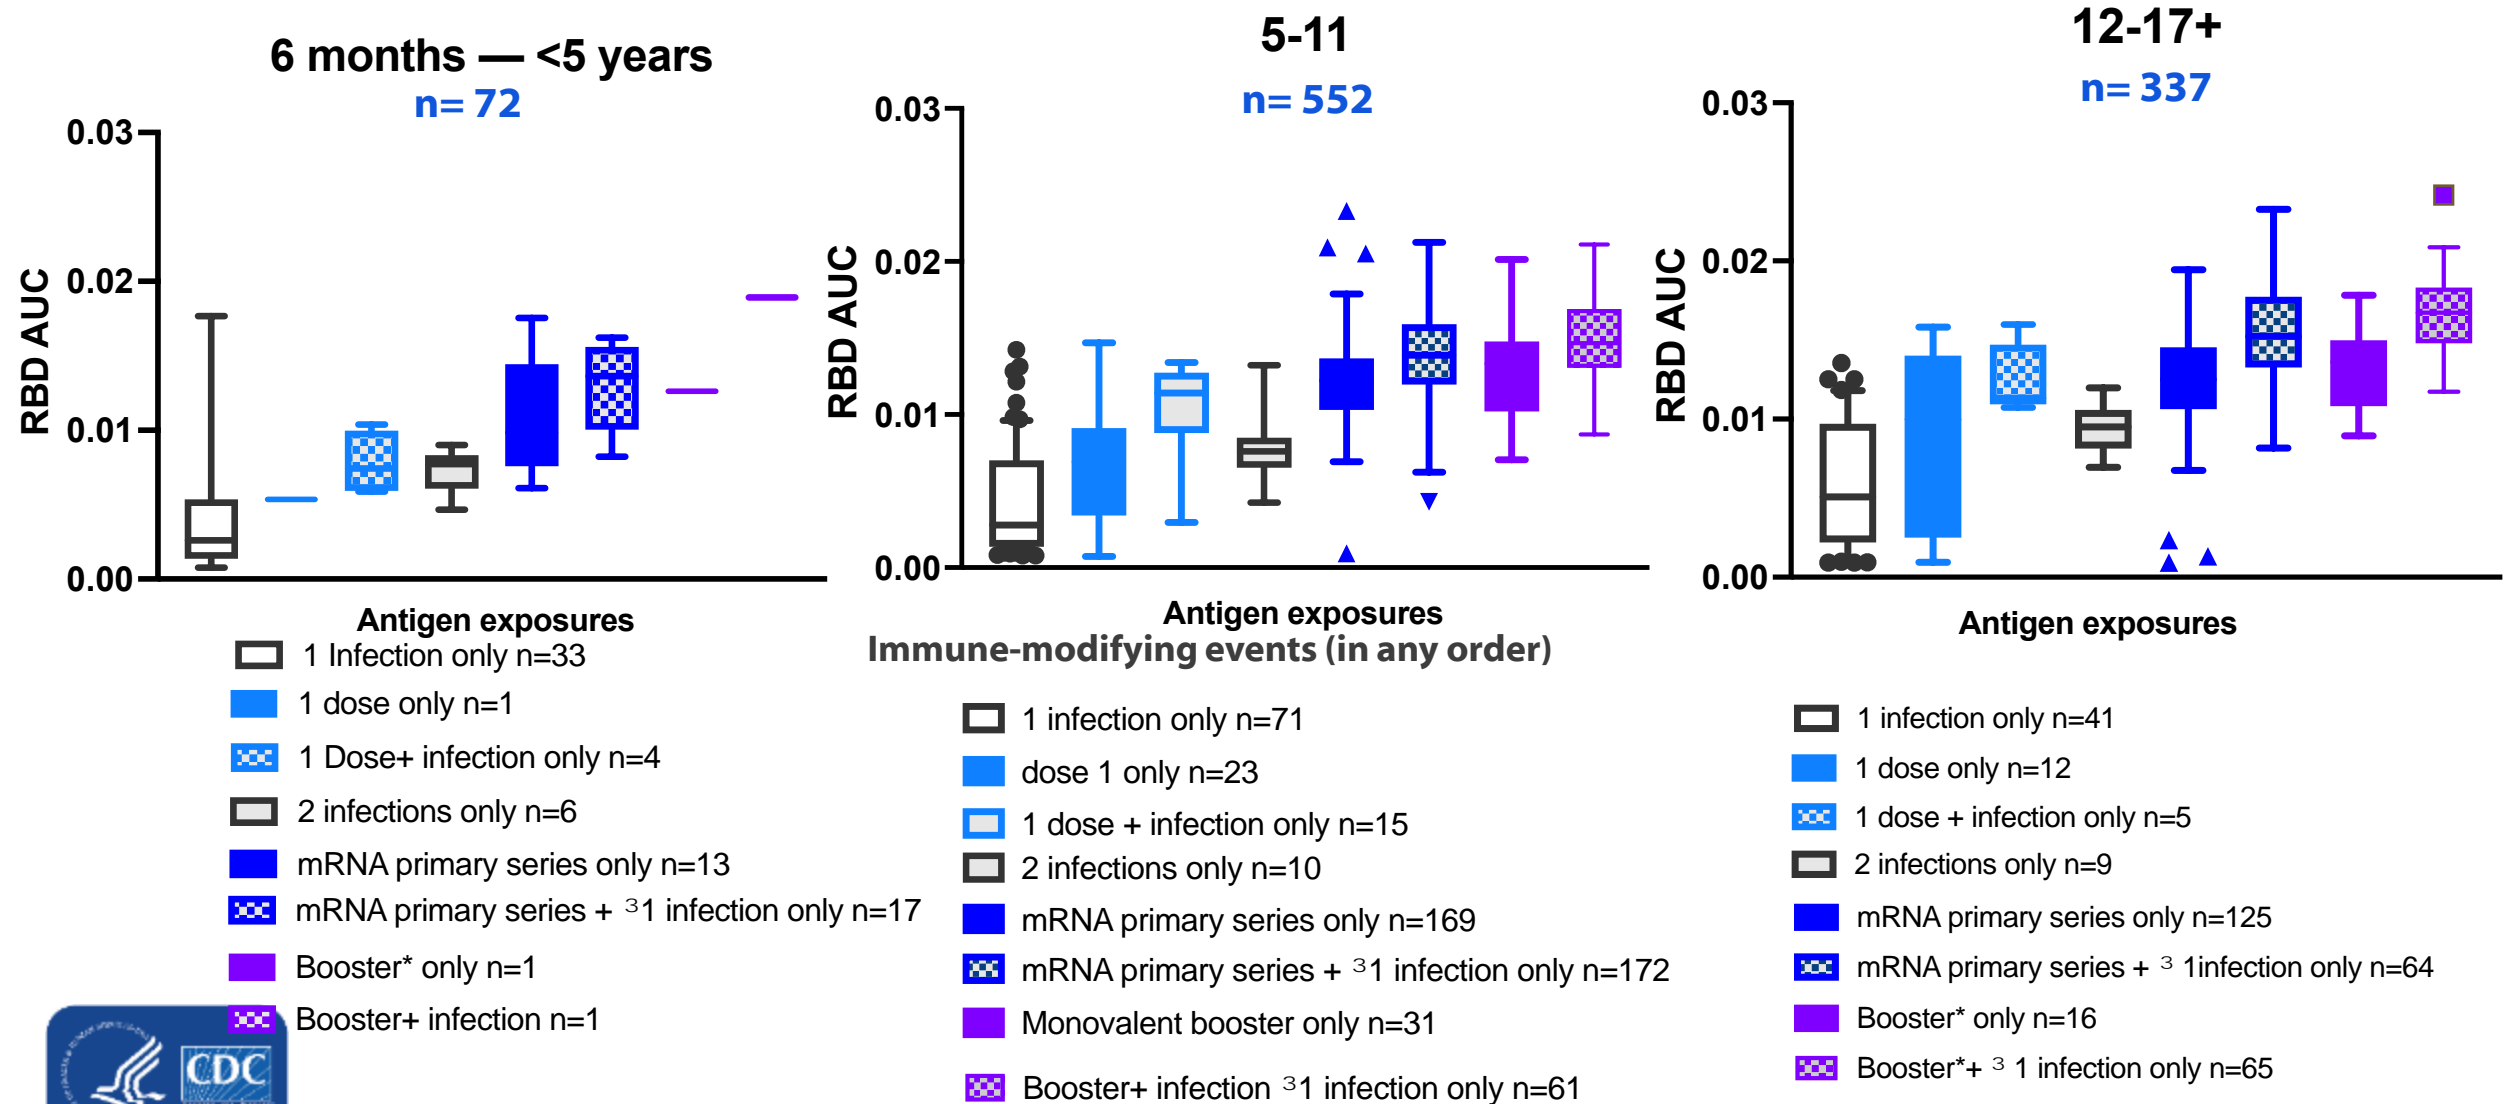 6 months — <5 years
n= 72
0.03
0.02
0.01
0.00
RBD AUC
Antigen exposures
1 Infection only n=33
1 dose only n=1
1 Dose+ infection only n=4
2 infections only n=6
mRNA primary series only n=13
mRNA primary series + ³1 infection only n=17
Booster* only n=1
Booster+ infection n=1
CDC
5-11
n= 552
0.03
0.02
0.01
0.00
RBD AUC
Antigen exposures
Immune-modifying events (in any order)
1 infection only n=71
dose 1 only n=23
1 dose + infection only n=15
2 infections only n=10
mRNA primary series only n=169
mRNA primary series + ³1 infection only n=172
Monovalent booster only n=31
Booster+ infection ³1 infection only n=61
12-17+
n= 337
0.03
0.02
0.01
0.00
RBD AUC
Antigen exposures
1 infection only n=41
1 dose only n=12
1 dose + infection only n=5
2 infections only n=9
mRNA primary series only n=125
mRNA primary series + ³ 1infection only n=64
Booster* only n=16
Booster*+ ³ 1 infection only n=65